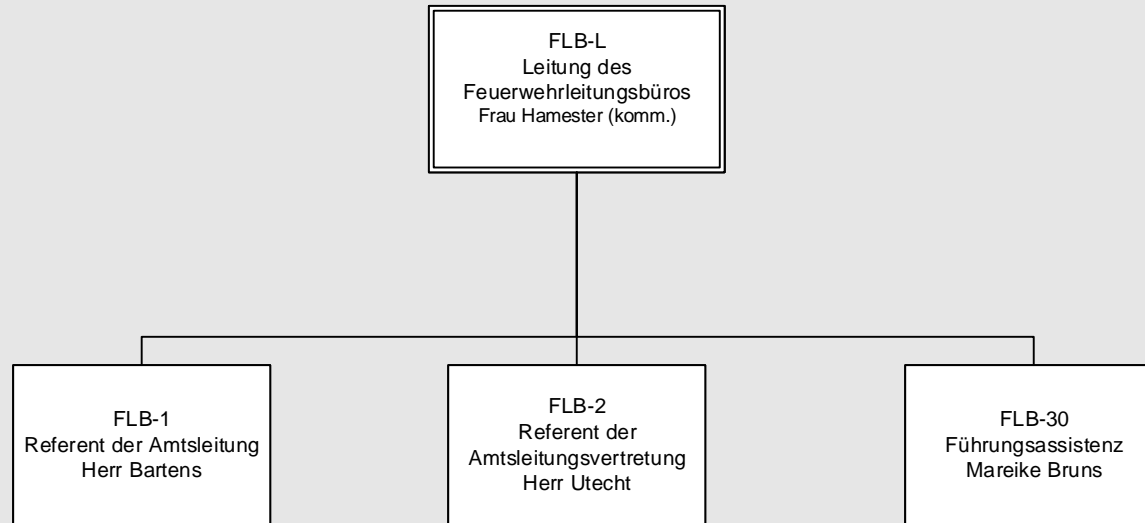 FLB-L
Leitung des
Feuerwehrleitungsbüros
Frau Hamester (komm.)
FLB-1
Referent der Amtsleitung
Herr Bartens
FLB-2
Referent der
Amtsleitungsvertretung
Herr Utecht
FLB-30
Führungsassistenz
Mareike Bruns